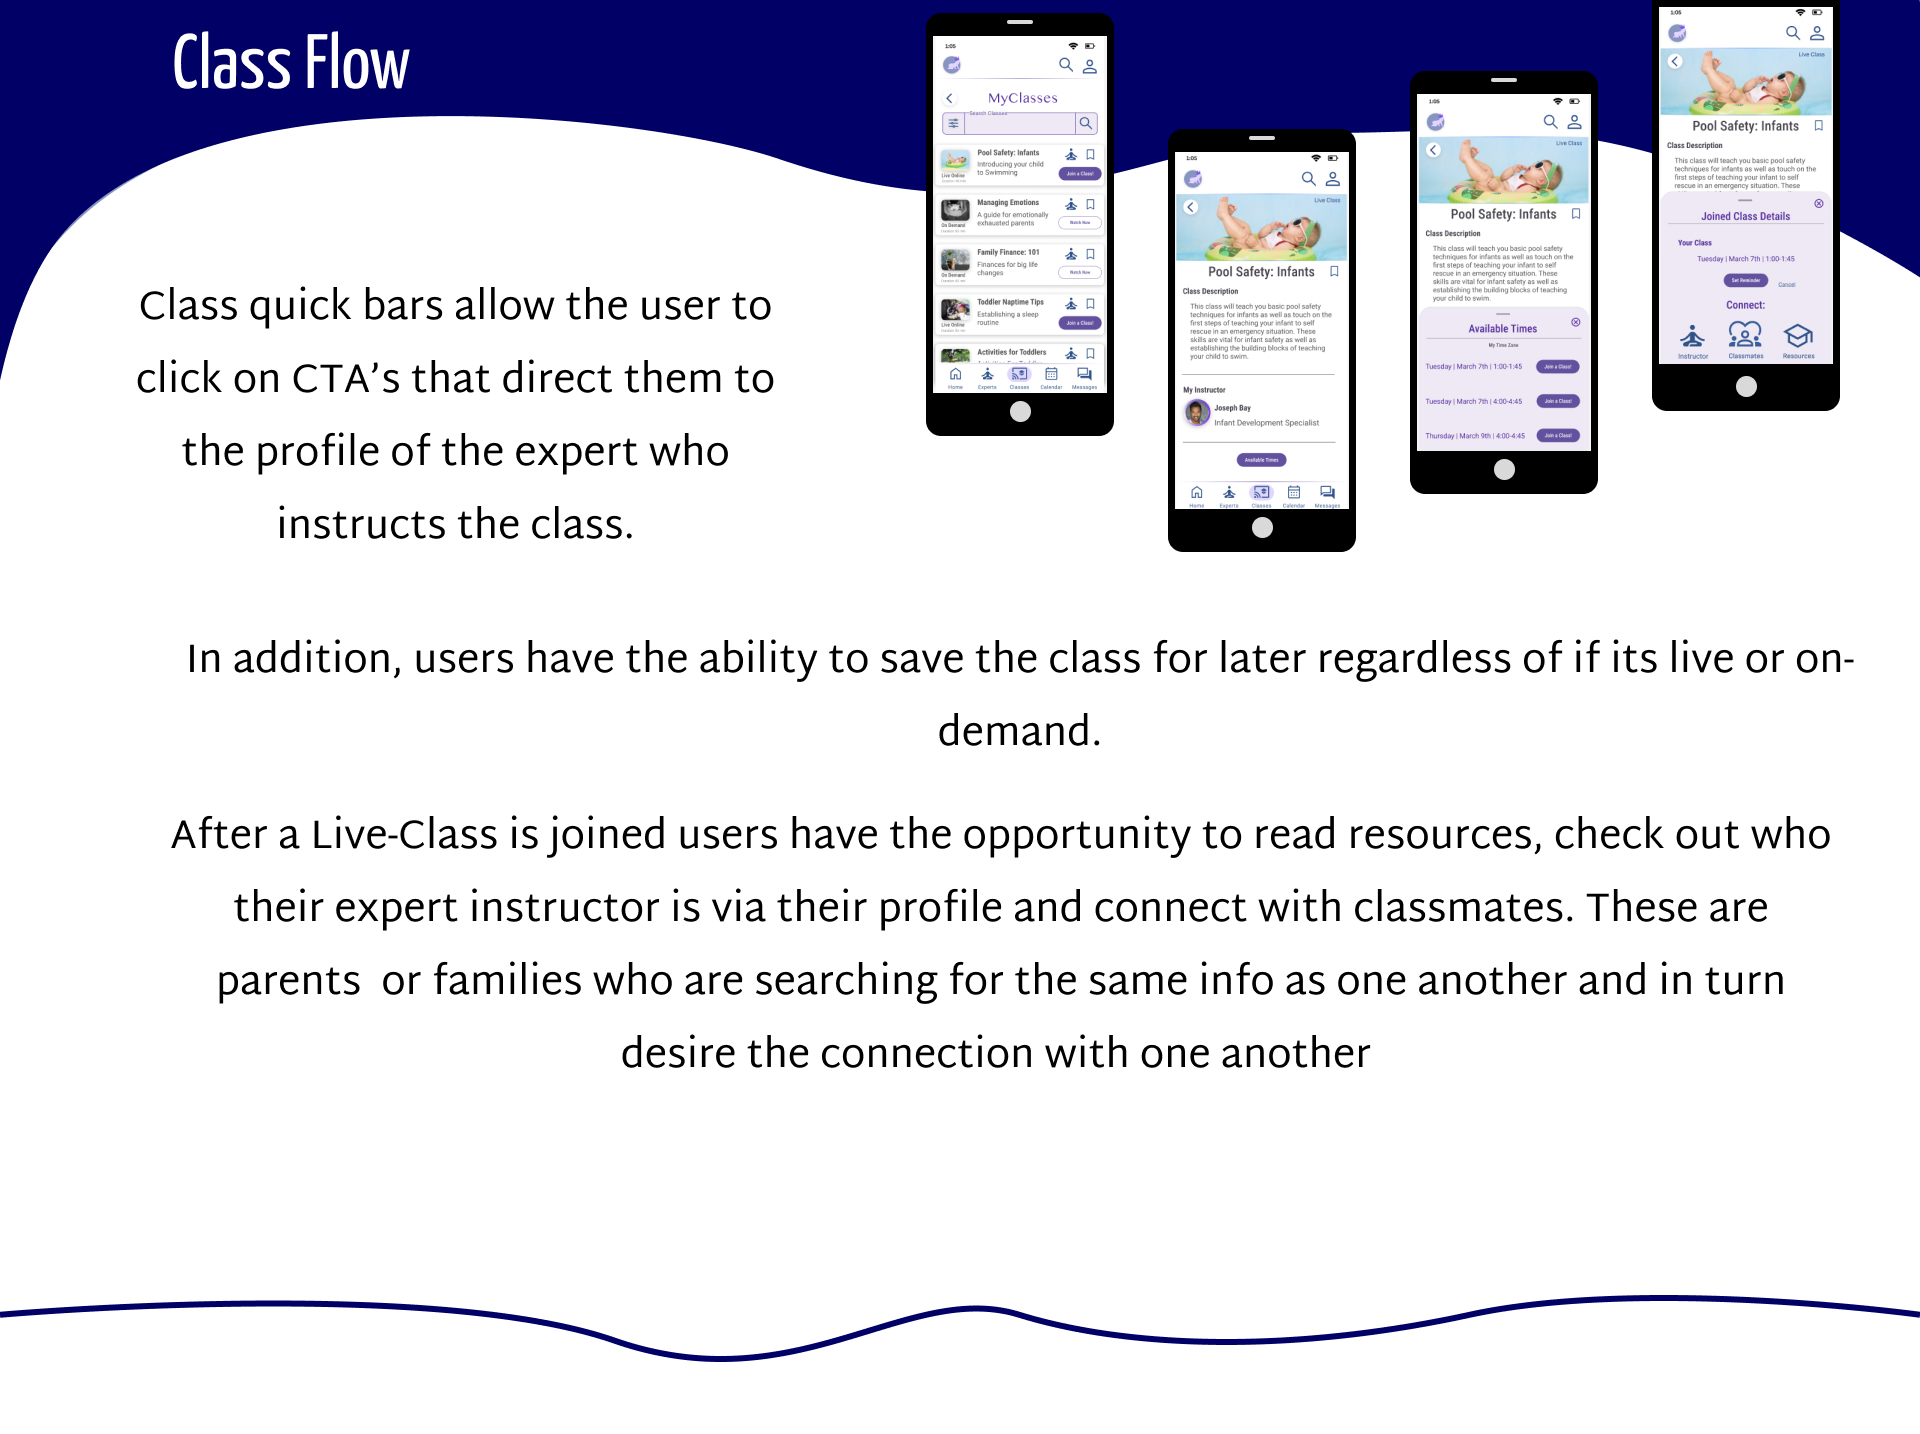 Class Flow
Class quick bars allow the user to
click on CTA's that direct them to
the profile of the expert who
instructs the class.
In addition, users have the ability to save the class for later regardless of if its live or on-
demand.
After a Live-Class is joined users have the opportunity to read resources, check out who
their expert instructor is via their profile and connect with classmates. These are
parents  or families who are searching for the same info as one another and in turn
desire the connection with one another
1:05
MyClasses
Search Classes
Pool Safety: Infants
Introducing your child
to Swimming
Live Online
Join a Class!
Managing Emotions
A guide for emotionally
exhausted parents
On Demand
Watch Now
Family Finance: 101
Finances for big life
changes
On Demand
Watch Now
Toddler Naptime Tips
Establishing a sleep
routine
Live Online
Join a Class!
Activities for Toddlers
Home Experts Classes Calendar Messages
1:05
Live Class
Pool Safety: Infants
Class Description
This class will teach you basic pool safety
techniques for infants as well as touch on the
first steps of teaching your infant to self
rescue in an emergency situation. These
skills are vital for infant safety as well as
establishing the building blocks of teaching
your child to swim.
My Instructor
Joseph Bay
Infant Development Specialist
Available Times
Home Experts Classes Calendar Messages
1:05
Live Class
Pool Safety: Infants
Class Description
This class will teach you basic pool safety
techniques for infants as well as touch on the
first steps of teaching your infant to self
rescue in an emergency situation. These
skills are vital for infant safety as well as
establishing the building blocks of teaching
your child to swim.
Available Times
My Time Zone
Tuesday | March 7th | 1:00-1:45 Join a Class!
Tuesday | March 7th | 4:00-4:45 Join a Class!
Thursday | March 9th | 4:00-4:45 Join a Class!
1:05
Live Class
Pool Safety: Infants
Class Description
This class will teach you basic pool safety
techniques for infants as well as touch on the
first steps of teaching your infant to self
rescue in an emergency situation. These
Joined Class Details
Your Class
Tuesday | March 7th | 1:00-1:45
Set Reminder Cancel
Connect:
Instructor Classmates Resources